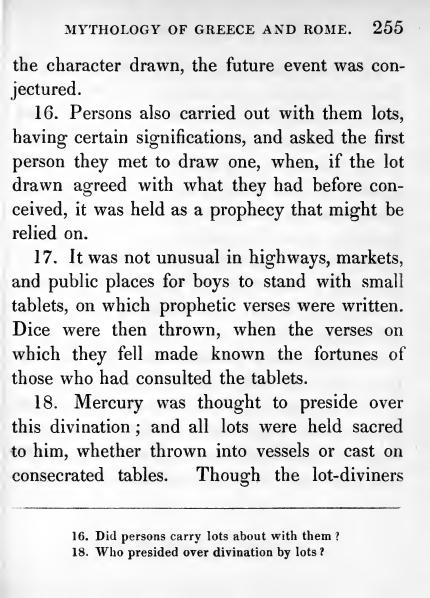 MYTHOLOGY OF GREECE AND ROME. 255
the character drawn, the future event was con-
jectured.
16. Persons also carried out with them lots,
having certain significations, and asked the first
person they met to draw one, when, if the lot
drawn agreed with what they had before con-
ceived, it was held as a prophecy that might be
relied on.
17. It was not unusual in highways, markets,
and public places for boys to stand with small
tablets, on which prophetic verses were written.
Dice were then thrown, when the verses on
which they fell made known the fortunes of
those who had consulted the tablets.
18. Mercury was thought to preside over
this divination; and all lots were held sacred
to him, whether thrown into vessels or cast on
consecrated tables. Though the lot-diviners
16. Did persons carry lots about with them?
18. Who presided over divination by lots?